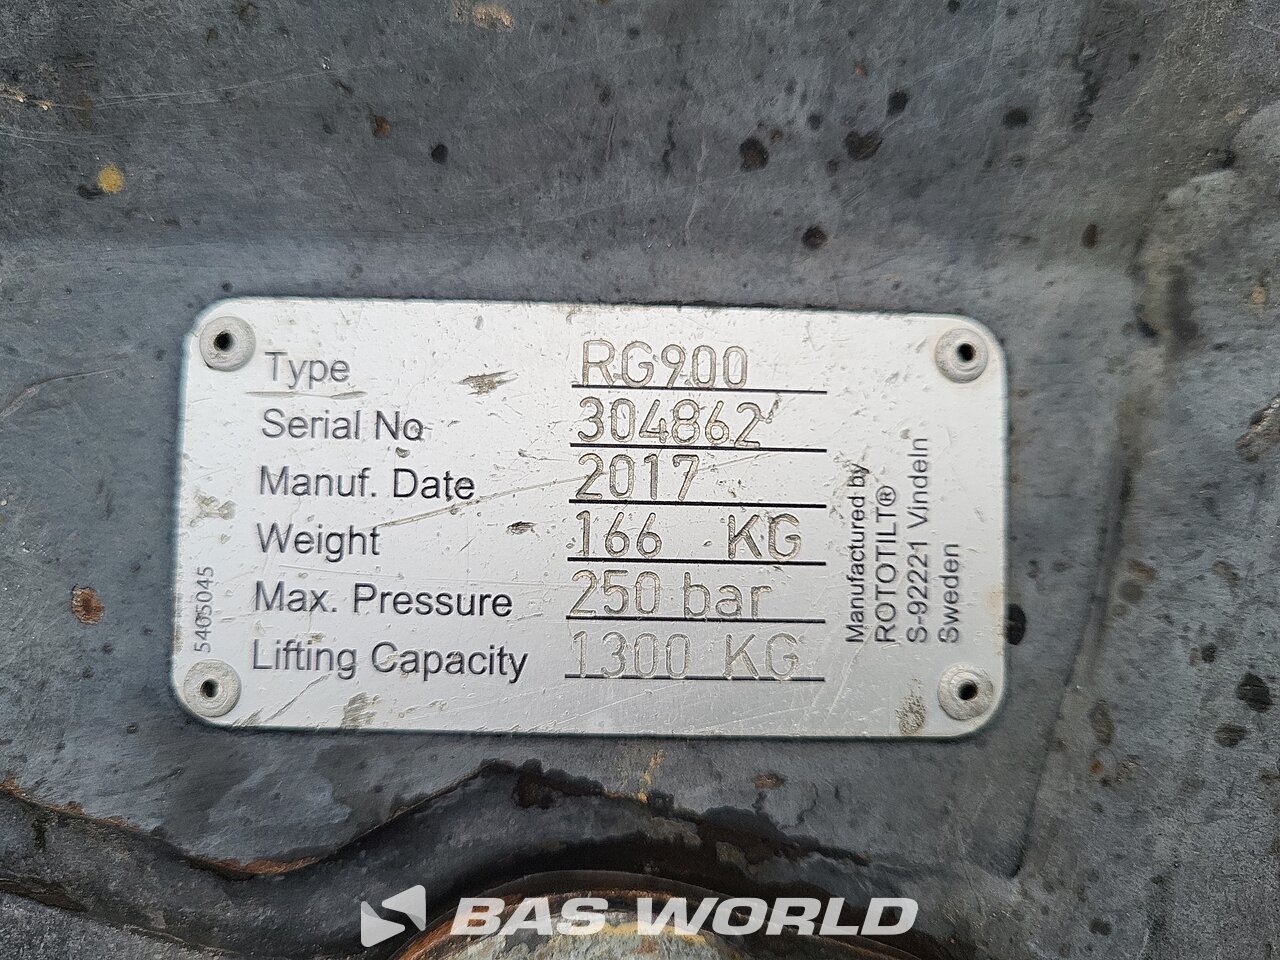 Type RG900
Serial No 304862
Manuf. Date 2017
Weight 166 KG
Max. Pressure 250 bar
Lifting Capacity 1300 KG
5405045
Manufactured by
ROTOTILT®
S-92221 Vindeln
Sweden
BAS WORLD